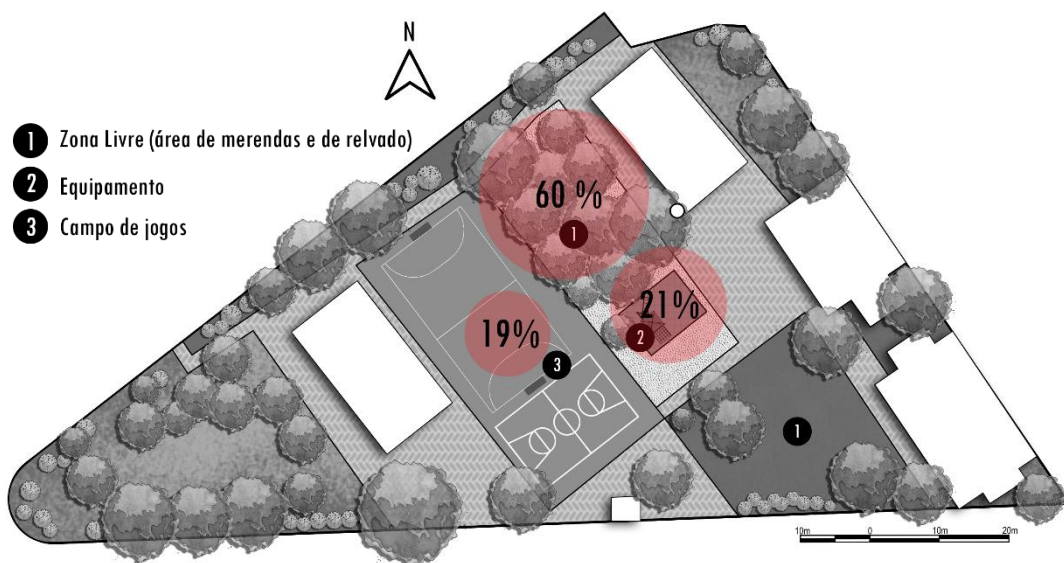 N
1 Zona Livre (área de merendas e de relvado)
2 Equipamento
3 Campo de jogos
60 %
1
21%
2
19%
3
1
10m 0 10m 20m